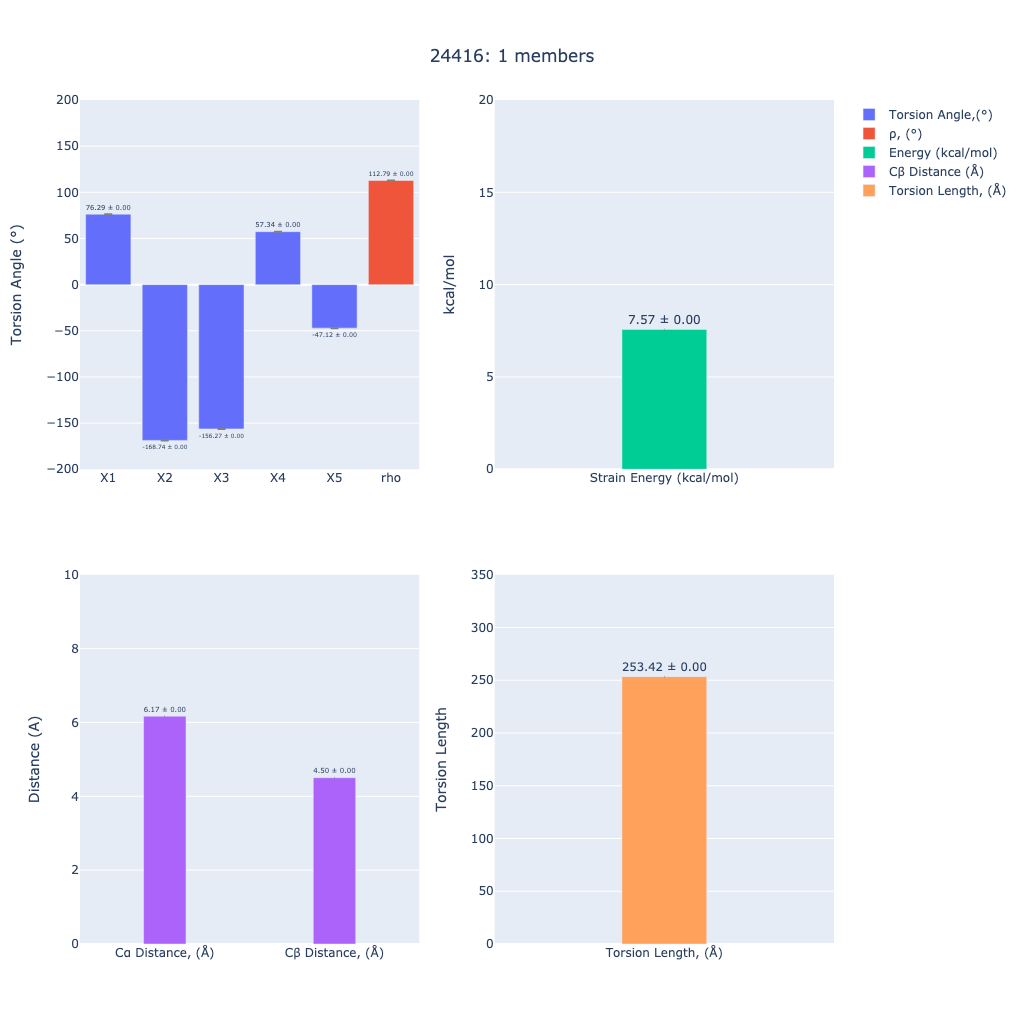 24416: 1 members
Torsion Angle (°)
200
150
100
50
0
−50
−100
−150
−200
76.29 ± 0.00
-168.74 ± 0.00
-156.27 ± 0.00
57.34 ± 0.00
-47.12 ± 0.00
112.79 ± 0.00
X1 X2 X3 X4 X5 rho
kcal/mol
20
15
10
5
0
7.57 ± 0.00
Strain Energy (kcal/mol)
Torsion Angle,(°)
ρ, (°)
Energy (kcal/mol)
Cβ Distance (Å)
Torsion Length, (Å)
Distance (A)
10
8
6
4
2
0
6.17 ± 0.00
4.50 ± 0.00
Cα Distance, (Å) Cβ Distance, (Å)
Torsion Length
350
300
250
200
150
100
50
0
253.42 ± 0.00
Torsion Length, (Å)